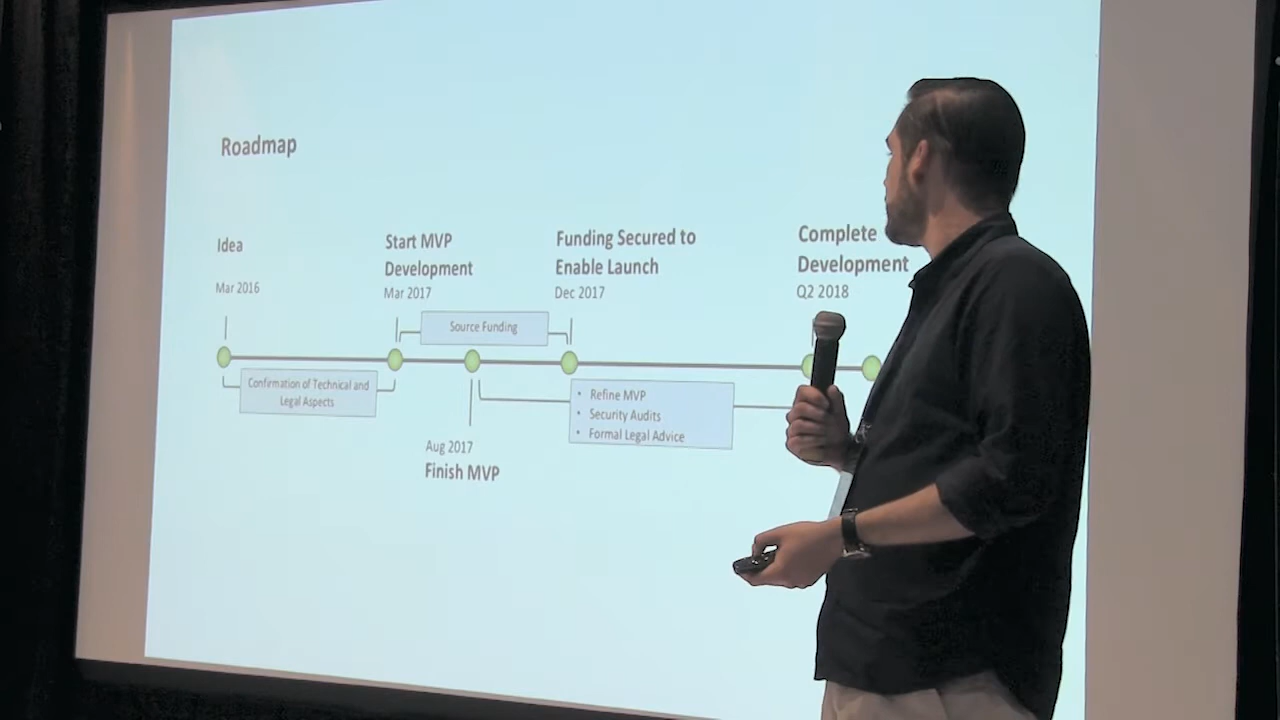 Roadmap
Idea
Mar 2016
Start MVP
Development
Mar 2017
Funding Secured to
Enable Launch
Dec 2017
Complete
Development
Q2 2018
Source Funding
Confirmation of Technical and
Legal Aspects
• Refine MVP
• Security Audits
• Formal Legal Advice
Aug 2017
Finish MVP